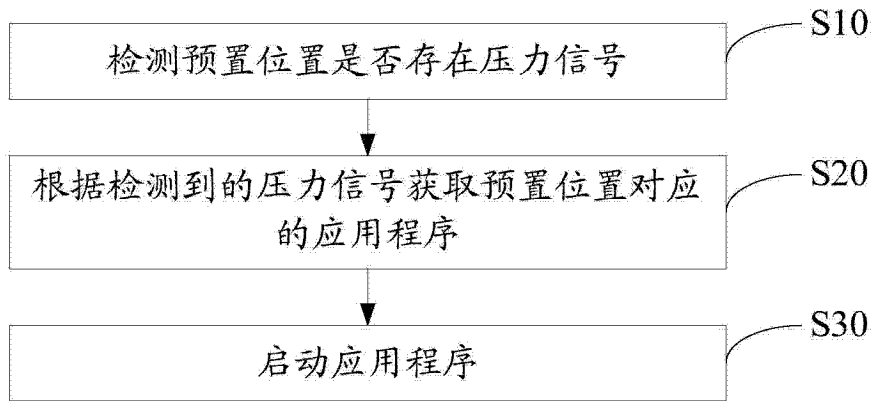 S10
检测预置位置是否存在压力信号
S20
根据检测到的压力信号获取预置位置对应
的应用程序
S30
启动应用程序